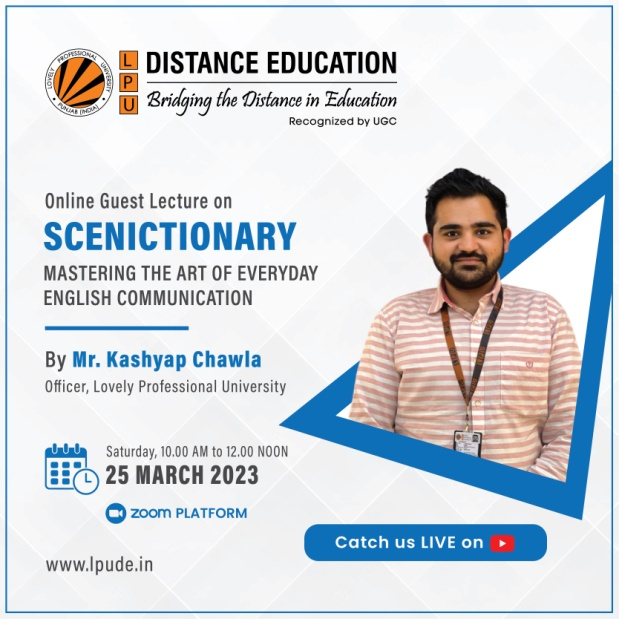 LOVELY PROFESSIONAL UNIVERSITY
PUNJAB (INDIA)
LPU
DISTANCE EDUCATION
Bridging the Distance in Education
Recognized by UGC
Online Guest Lecture on
SCENICTIONARY
MASTERING THE ART OF EVERYDAY
ENGLISH COMMUNICATION
By Mr. Kashyap Chawla
Officer, Lovely Professional University
Saturday, 10.00 AM to 12.00 NOON
25 MARCH 2023
zoom PLATFORM
Catch us LIVE on
www.lpude.in